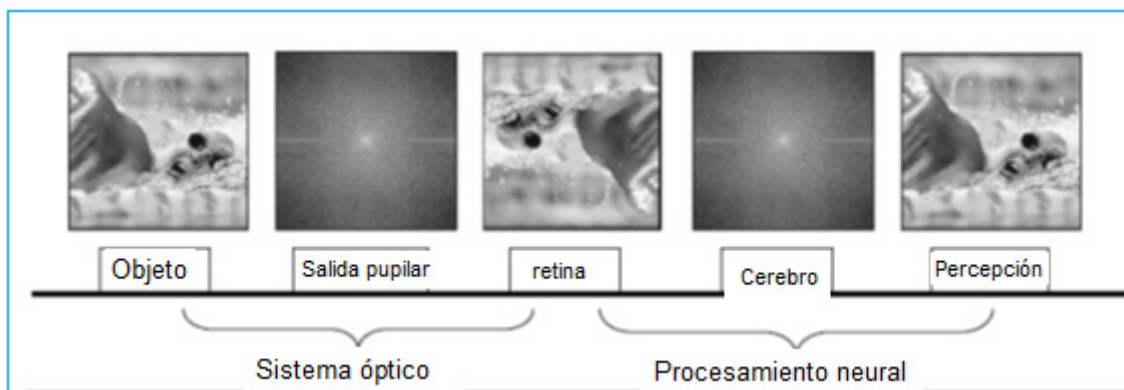 Objeto
Salida pupilar
retina
Cerebro
Percepción
Sistema óptico
Procesamiento neural